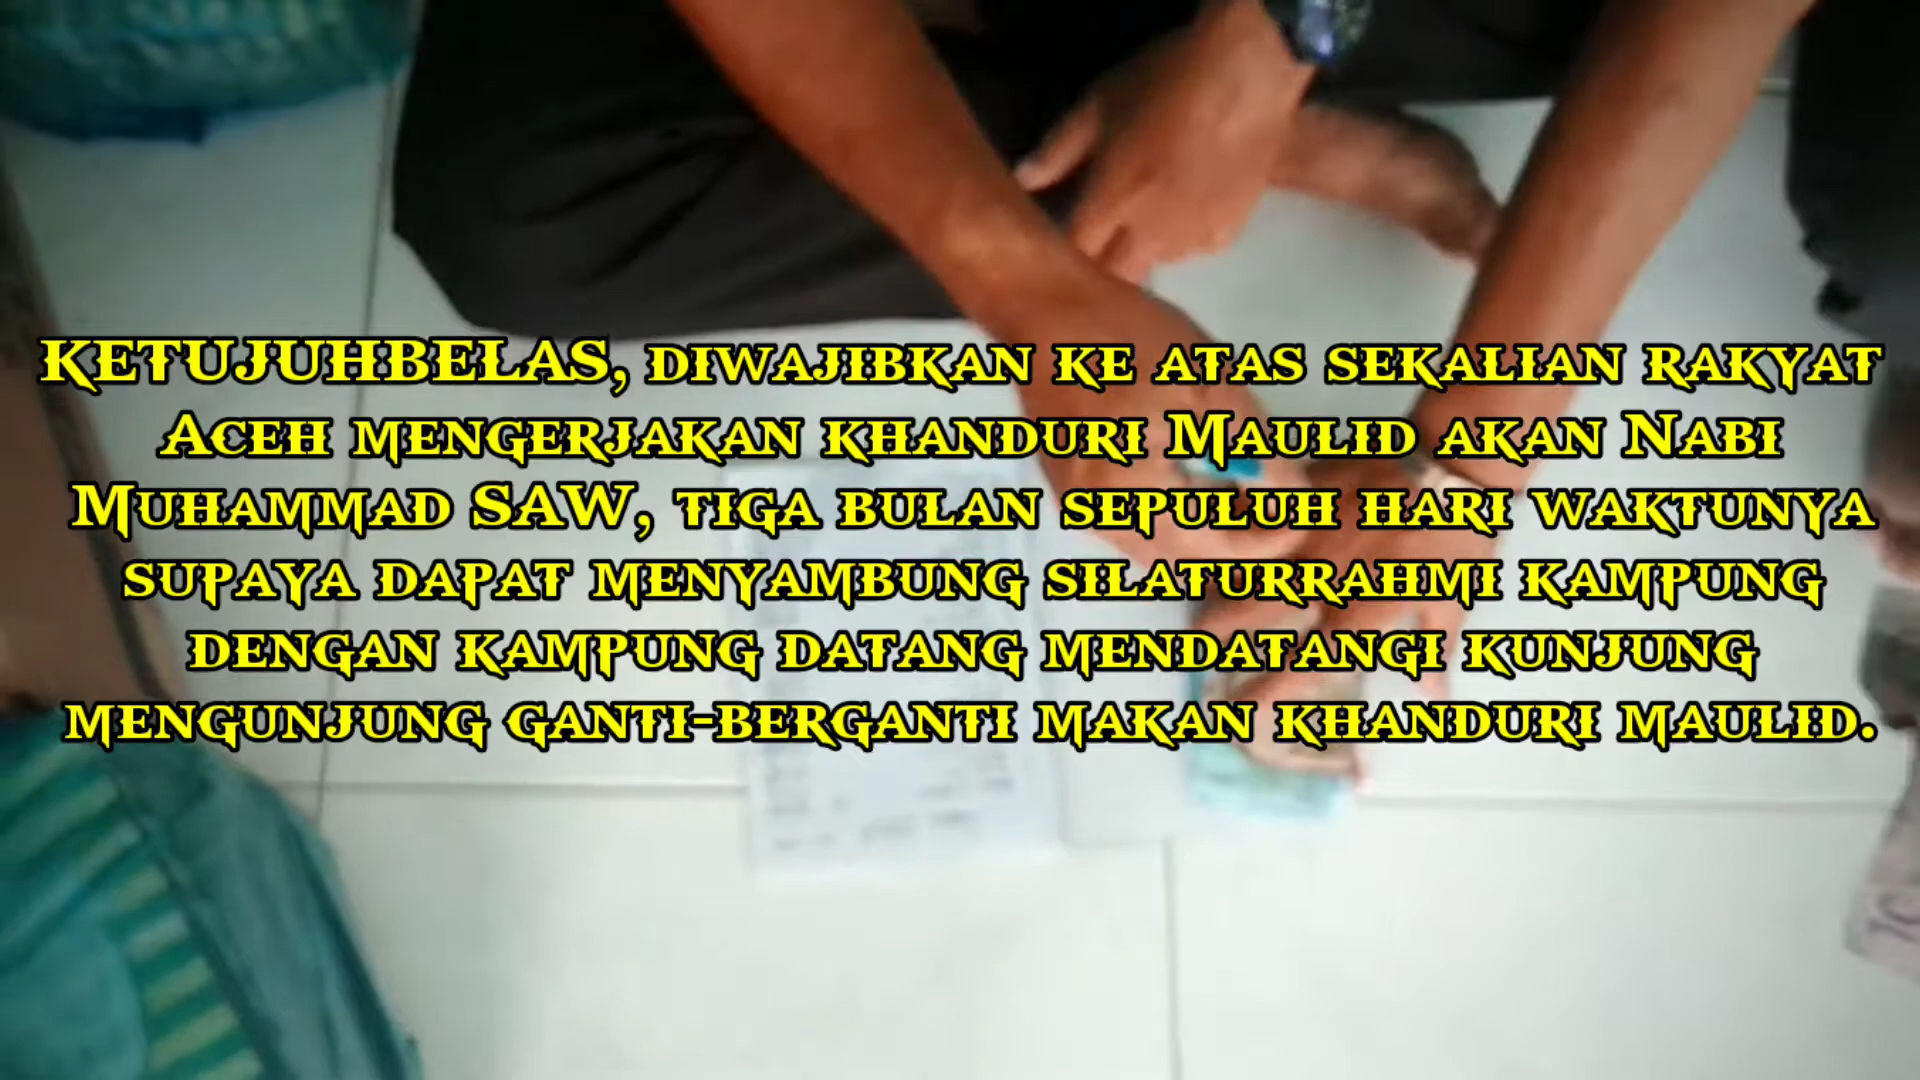 KETUJUHBELAS, DIWAJIBKAN KE ATAS SEKALIAN RAKYAT
ACEH MENGERJAKAN KHANDURI MAULID AKAN NABI
MUHAMMAD SAW, TIGA BULAN SEPULUH HARI WAKTUNYA
SUPAYA DAPAT MENYAMBUNG SILATURRAHMI KAMPUNG
DENGAN KAMPUNG DATANG MENDATANGI KUNJUNG
MENGUNJUNG GANTI-BERGANTI MAKAN KHANDURI MAULID.